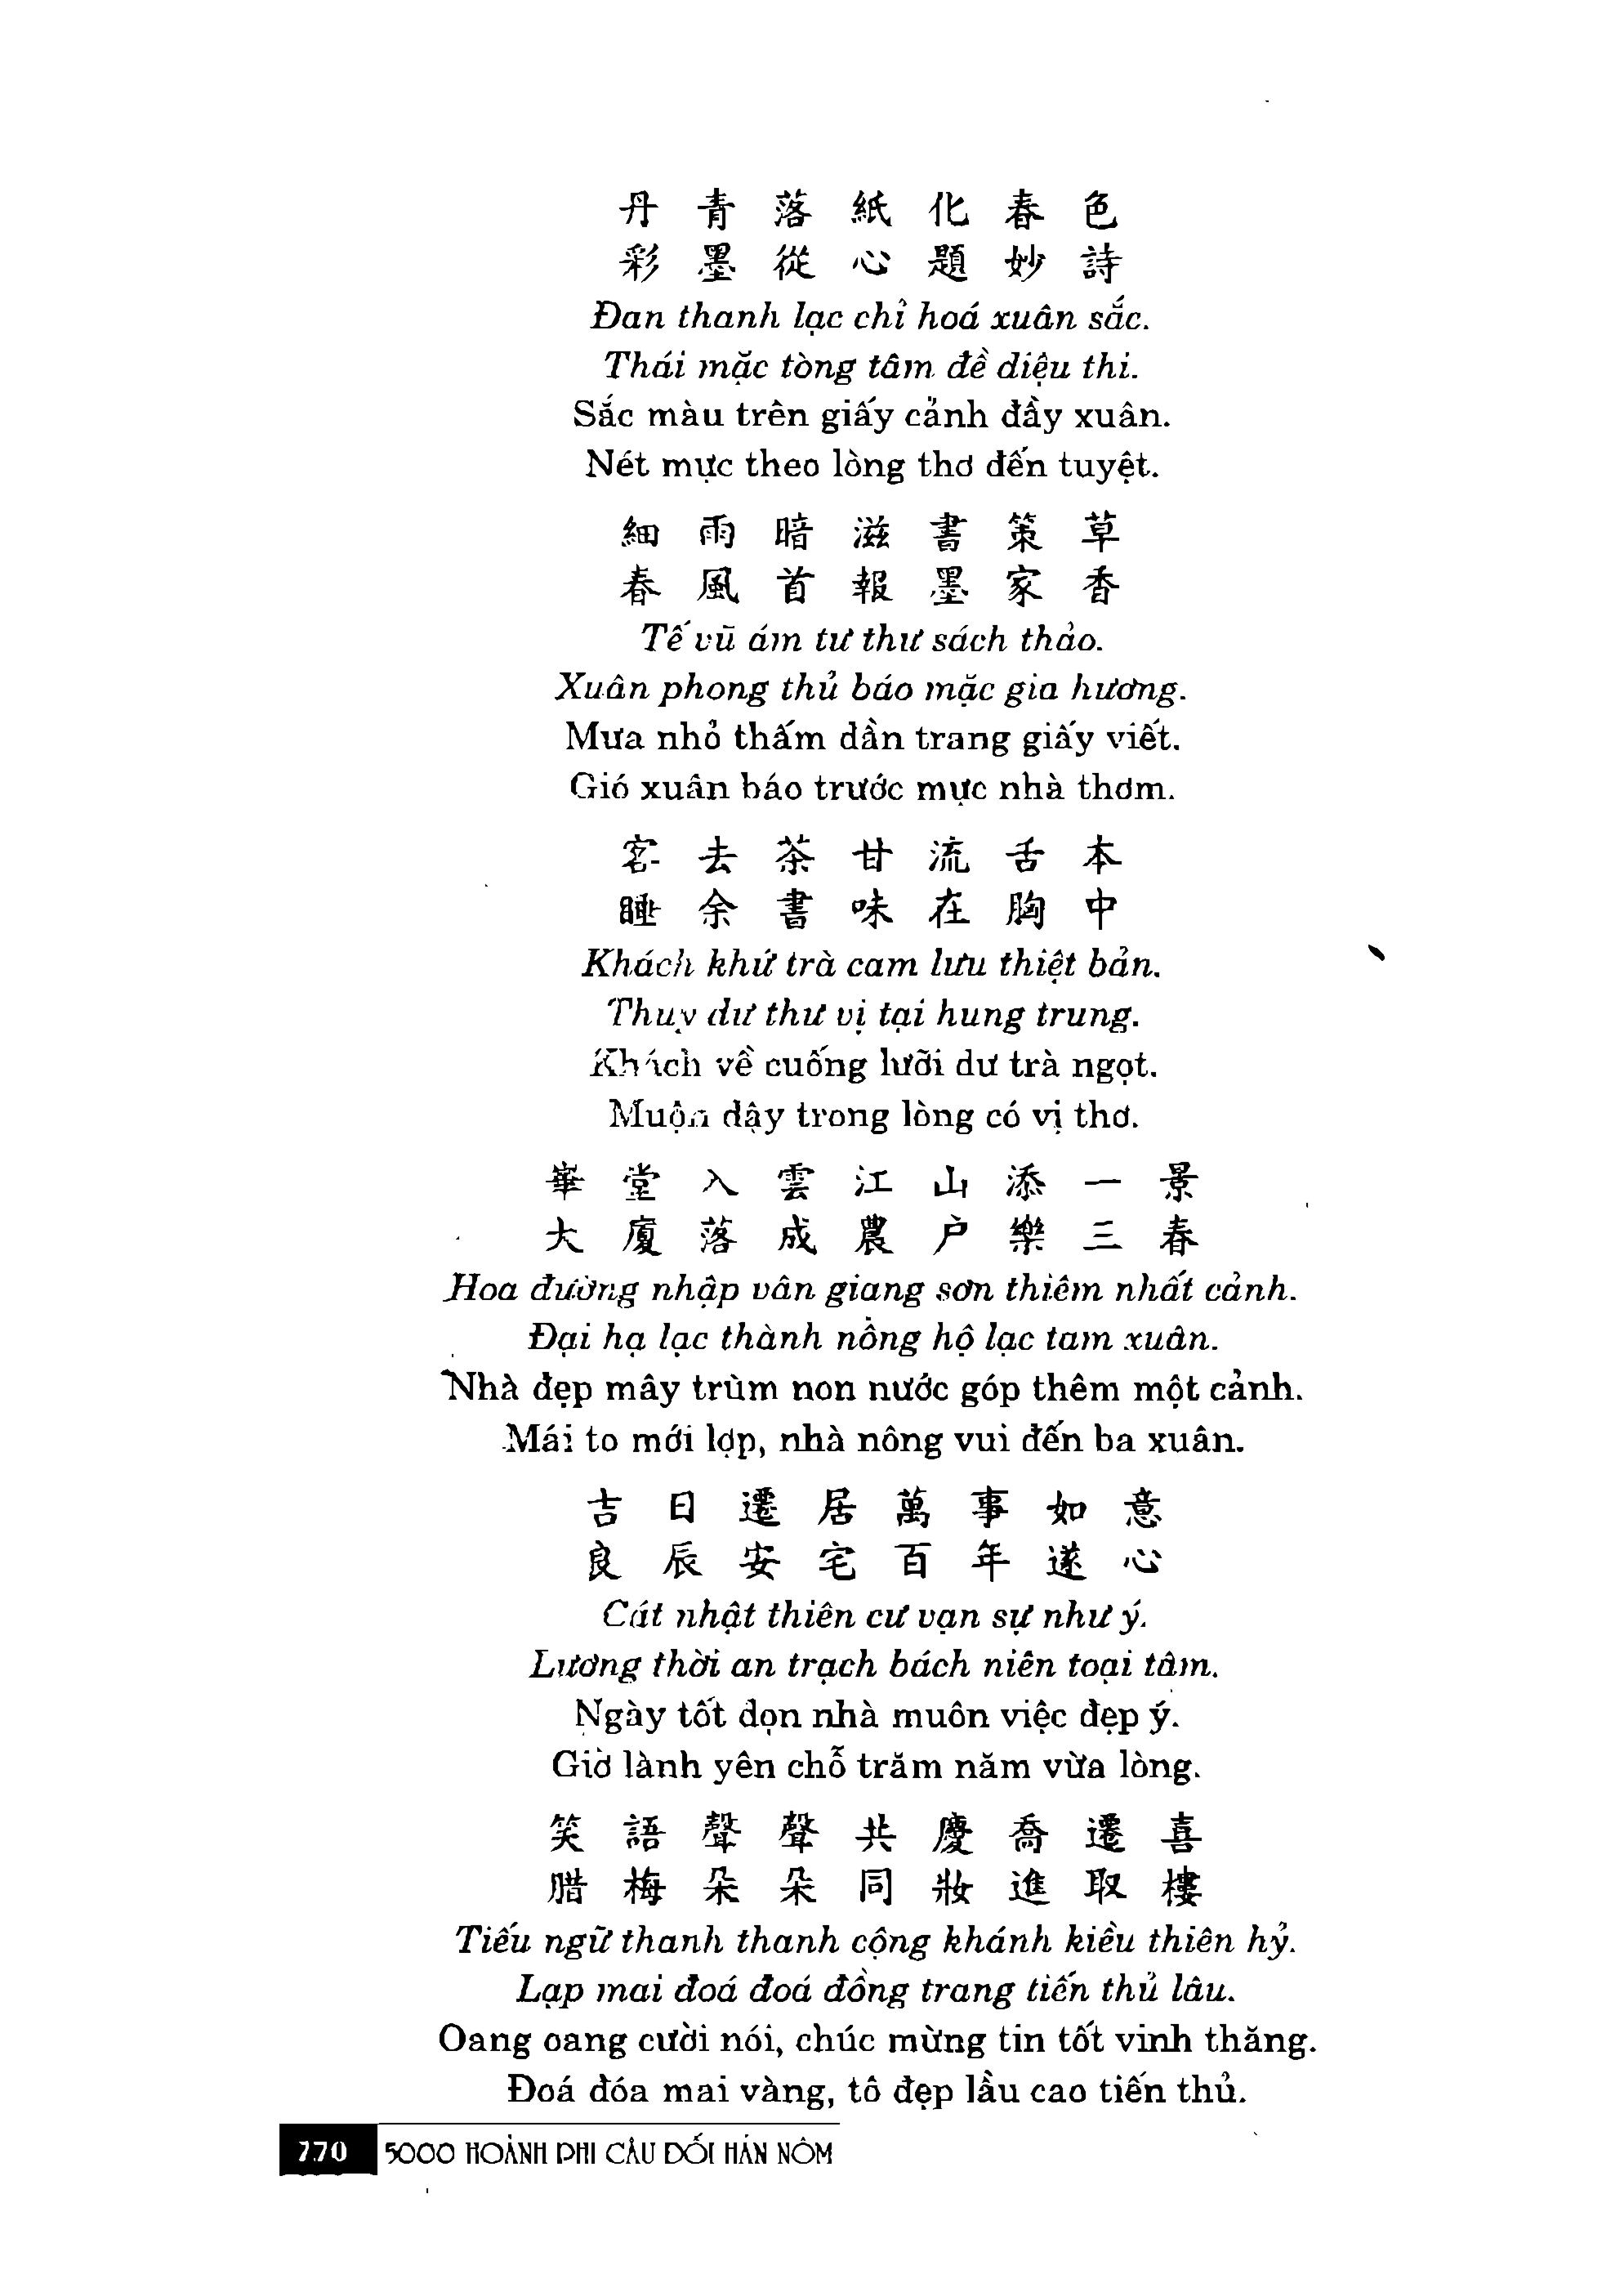 丹青落紙化春色
彩墨從心題妙詩
Đan thanh lạc chỉ hoá xuân sắc.
Thái mặc tòng tâm đề diệu thi.
Sắc màu trên giấy cảnh đầy xuân.
Nét mực theo lòng thơ đến tuyệt.
細雨暗滋書策草
春風首報墨家香
Tế vũ ám tư thư sách thảo.
Xuân phong thủ báo mặc gia hương.
Mưa nhỏ thấm dần trang giấy viết.
Gió xuân báo trước mực nhà thơm.
客去茶甘流舌本
睡余書味在胸中
Khách khứ trà cam lưu thiệt bản.
Thuỵ dư thư vị tại hung trung.
Khách về cuống lưỡi dư trà ngọt.
Muộn dậy trong lòng có vị thơ.
華堂入雲江山添一景
大廈落成農户樂三春
Hoa đường nhập vân giang sơn thiêm nhất cảnh.
Đại hạ lạc thành nồng hộ lạc tam xuân.
Nhà đẹp mây trùm non nước góp thêm một cảnh.
Mái to mới lợp, nhà nông vui đến ba xuân.
吉日遷居萬事如意
良辰安宅百年遂心
Cát nhật thiên cư vạn sự như ý.
Lương thời an trạch bách niên toại tâm.
Ngày tốt dọn nhà muôn việc đẹp ý.
Giờ lành yên chỗ trăm năm vừa lòng.
笑語聲聲共慶喬遷喜
腊梅朵朵同妝進取樓
Tiếu ngữ thanh thanh cộng khánh kiều thiên hỷ.
Lạp mai đoá đoá đồng trang tiến thủ lâu.
Oang oang cười nói, chúc mừng tin tốt vinh thăng.
Đoá đóa mai vàng, tô đẹp lầu cao tiến thủ.
770 5000 HOÀNH PHI CÂU ĐỐI HÁN NÔM